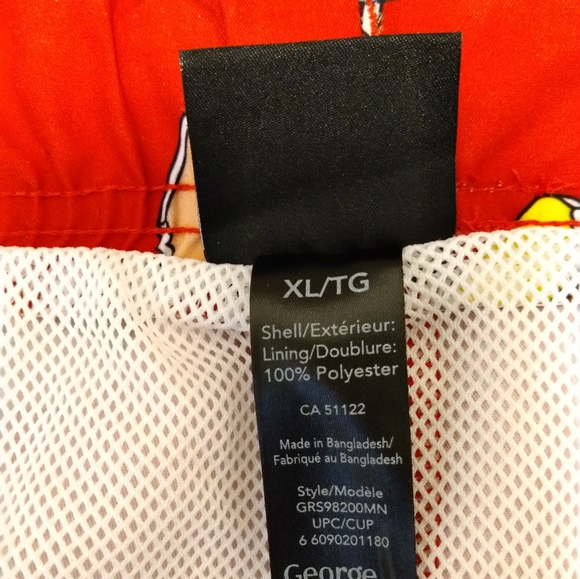 XL/TG
Shell/Extérieur:
Lining/Doublure:
100% Polyester
CA 51122
Made in Bangladesh/
Fabriqué au Bangladesh
Style/Modèle
GRS98200MN
UPC/CUP
6 6090201180
George